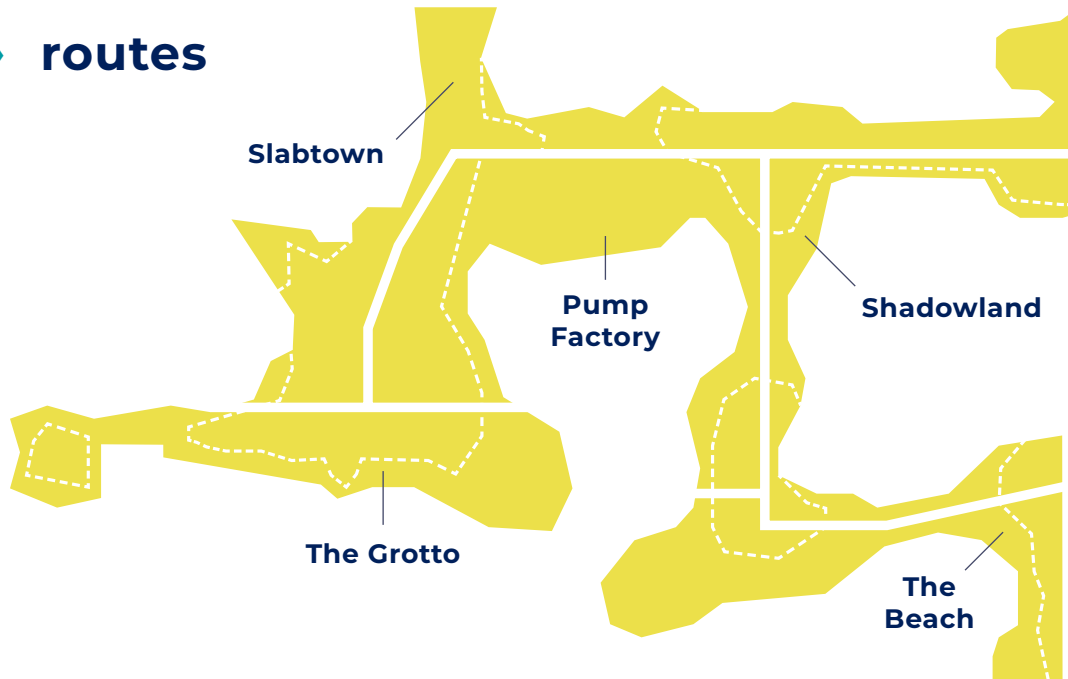 routes
Slabtown
Pump
Factory
Shadowland
The Grotto
The
Beach